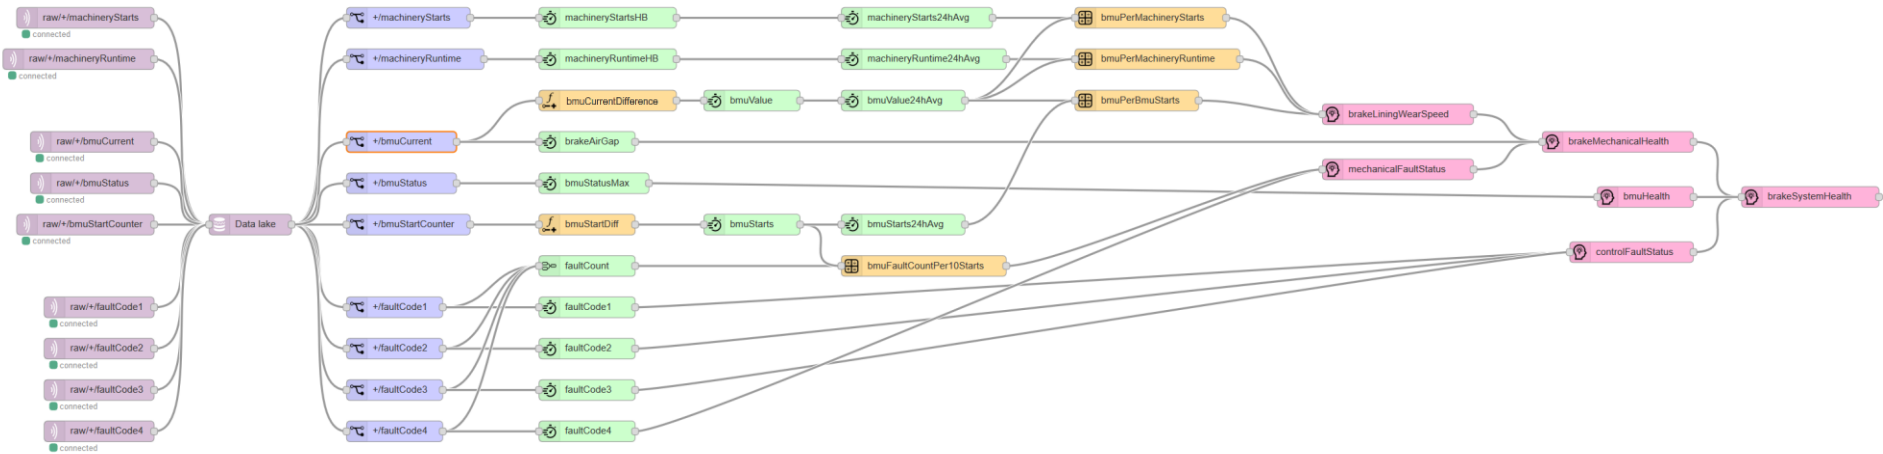 raw/+/machineryStarts
connected
+/machineryStarts
machineryStartsHB
machineryStarts24hAvg
bmuPerMachineryStarts
raw/+/machineryRuntime
connected
+/machineryRuntime
machineryRuntimeHB
machineryRuntime24hAvg
bmuPerMachineryRuntime
bmuCurrentDifference
bmuValue
bmuValue24hAvg
bmuPerBmuStarts
brakeLiningWearSpeed
raw/+/bmuCurrent
connected
+/bmuCurrent
brakeAirGap
brakeMechanicalHealth
mechanicalFaultStatus
raw/+/bmuStatus
connected
+/bmuStatus
bmuStatusMax
bmuHealth
brakeSystemHealth
raw/+/bmuStartCounter
connected
Data lake
+/bmuStartCounter
bmuStartDiff
bmuStarts
bmuStarts24hAvg
controlFaultStatus
faultCount
bmuFaultCountPer10Starts
raw/+/faultCode1
connected
+/faultCode1
faultCode1
raw/+/faultCode2
connected
+/faultCode2
faultCode2
raw/+/faultCode3
connected
+/faultCode3
faultCode3
raw/+/faultCode4
connected
+/faultCode4
faultCode4